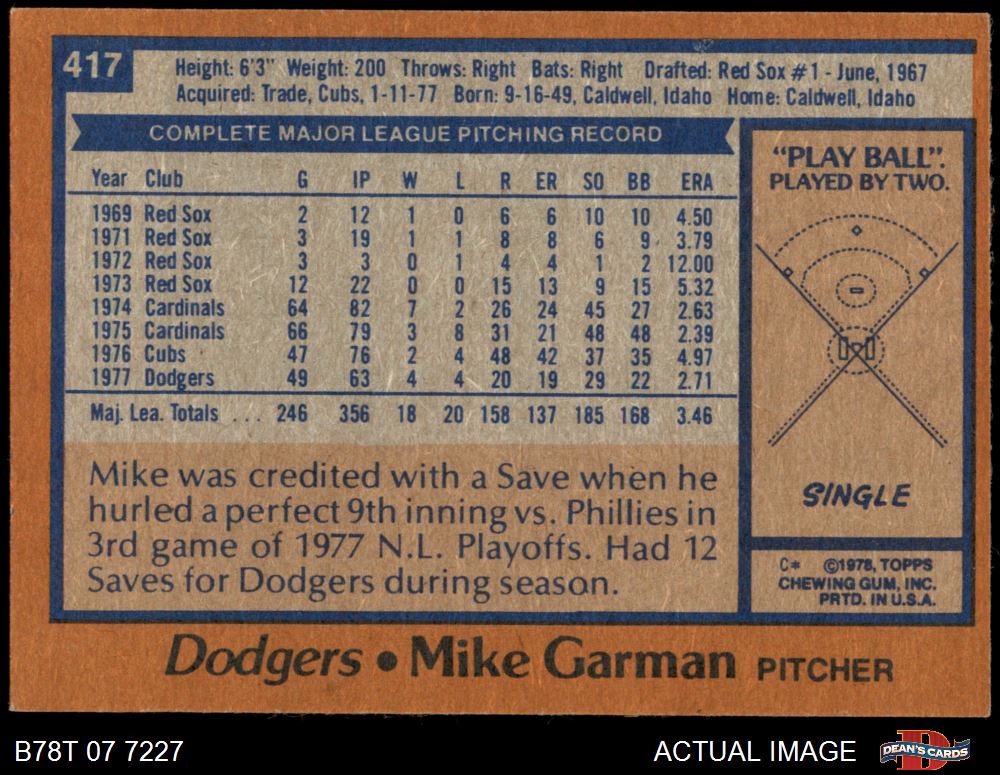 417
Height: 6'3" Weight: 200 Throws: Right Bats: Right Drafted: Red Sox #1 - June, 1967
Acquired: Trade, Cubs, 1-11-77 Born: 9-16-49, Caldwell, Idaho Home: Caldwell, Idaho
COMPLETE MAJOR LEAGUE PITCHING RECORD
Year Club G IP W L R ER SO BB ERA
1969 Red Sox 2 12 1 0 6 6 10 10 4.50
1971 Red Sox 3 19 1 1 8 8 6 9 3.79
1972 Red Sox 3 3 0 1 4 4 1 2 12.00
1973 Red Sox 12 22 0 0 15 13 9 15 5.32
1974 Cardinals 64 82 7 2 26 24 45 27 2.63
1975 Cardinals 66 79 3 8 31 21 48 48 2.39
1976 Cubs 47 76 2 4 48 42 37 35 4.97
1977 Dodgers 49 63 4 4 20 19 29 22 2.71
Maj. Lea. Totals ... 246 356 18 20 158 137 185 168 3.46
Mike was credited with a Save when he
hurled a perfect 9th inning vs. Phillies in
3rd game of 1977 N.L. Playoffs. Had 12
Saves for Dodgers during season.
"PLAY BALL".
PLAYED BY TWO.
SINGLE
C* ©1978, TOPPS
CHEWING GUM, INC.
PRTD. IN U.S.A.
Dodgers • Mike Garman PITCHER
B78T 07 7227
ACTUAL IMAGE
D
DEAN'S CARDS